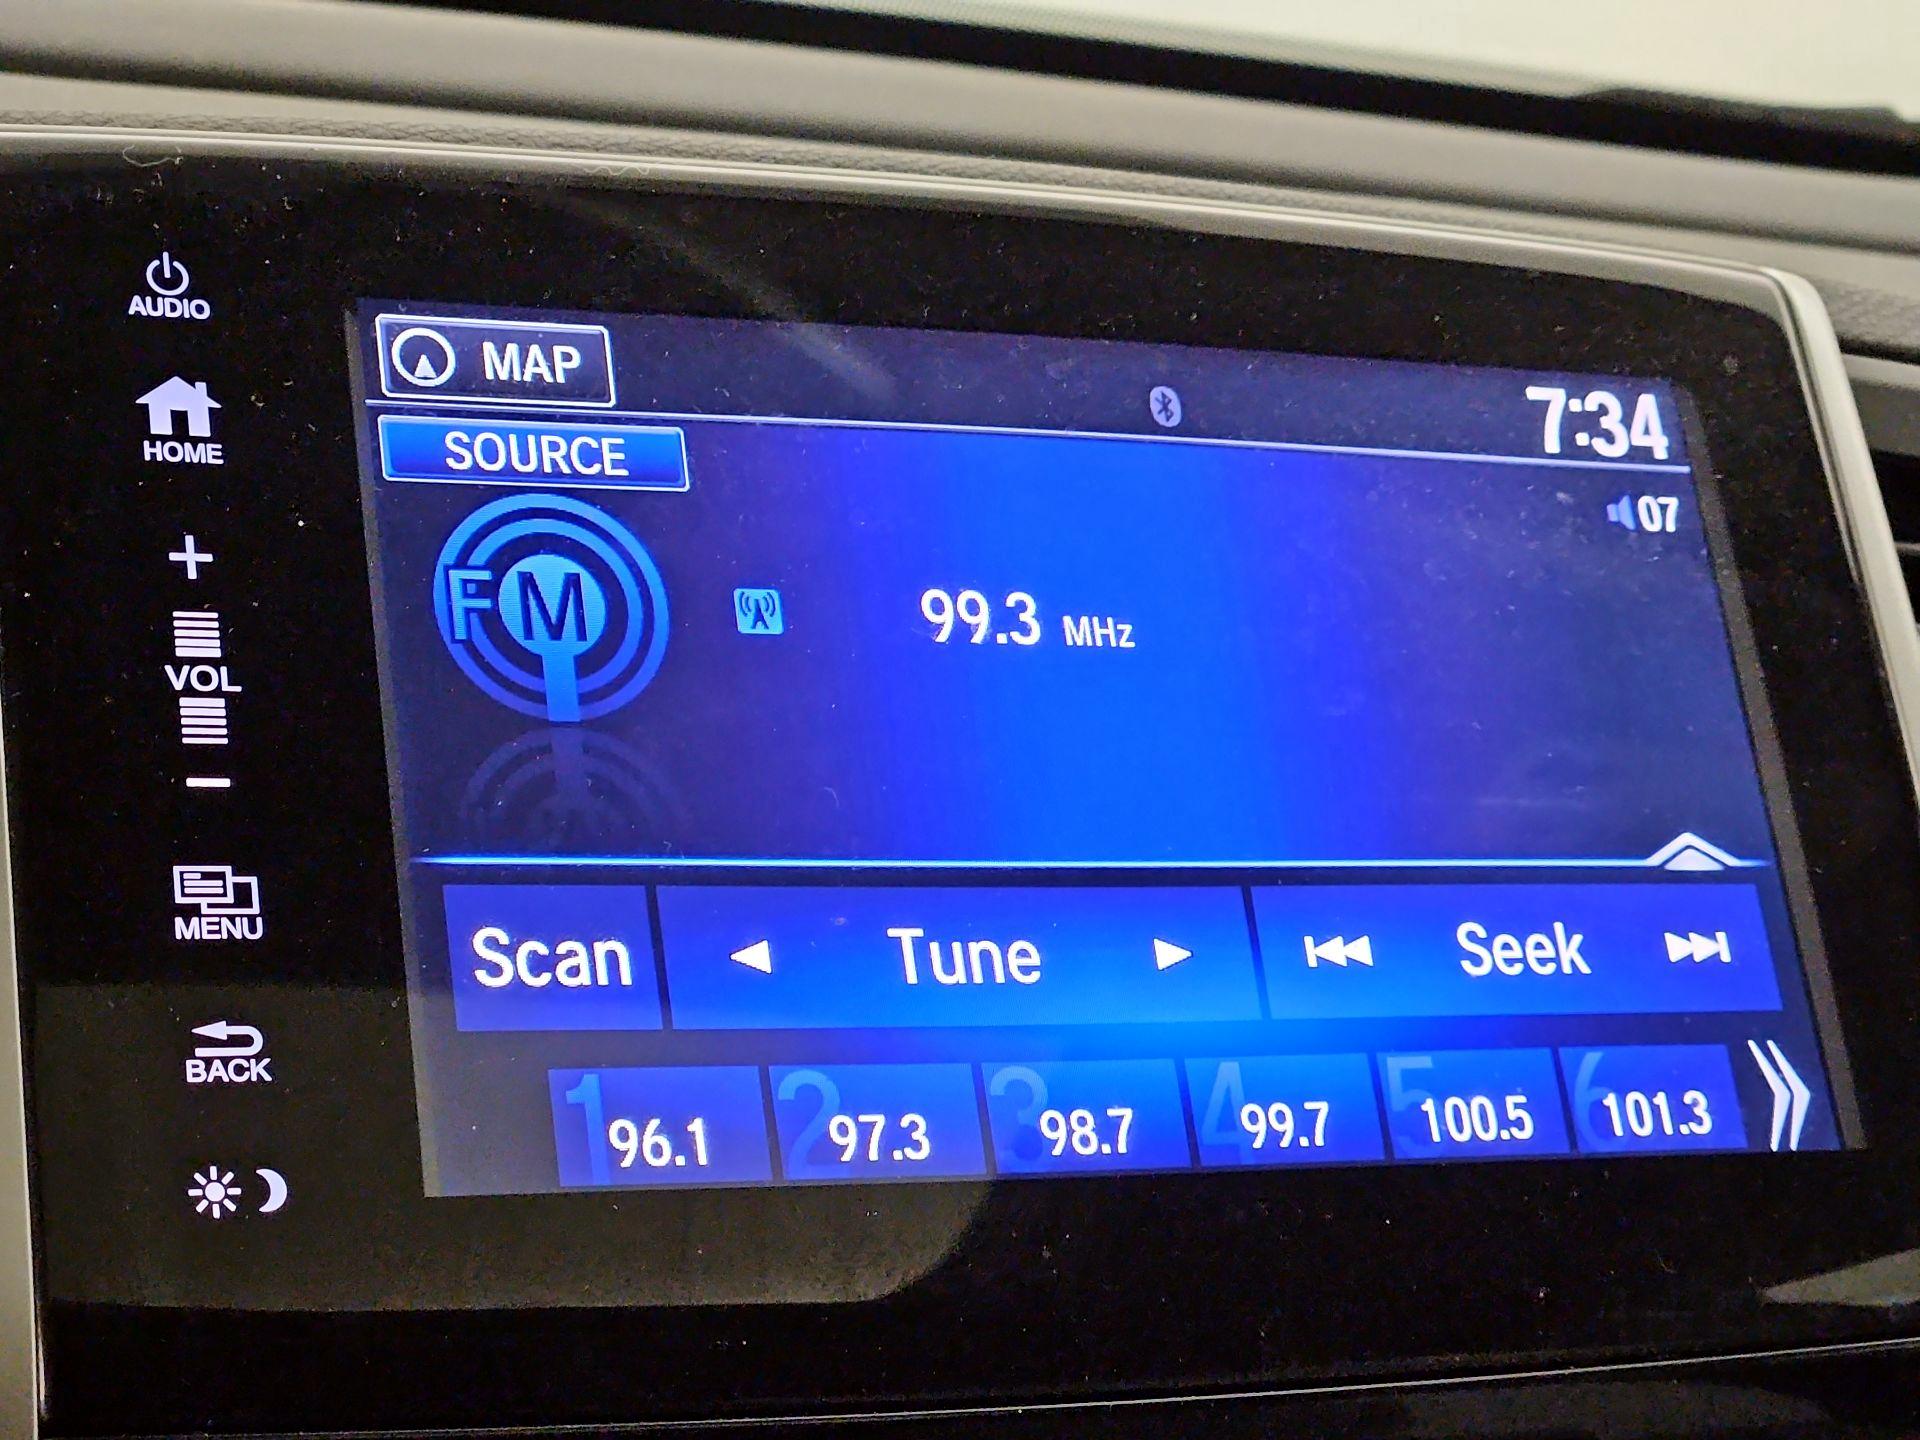 AUDIO
HOME
+
VOL
−
MENU
BACK
MAP
7:34
SOURCE
07
FM
99.3 MHz
Scan
Tune
Seek
1 96.1
2 97.3
3 98.7
4 99.7
5 100.5
6 101.3